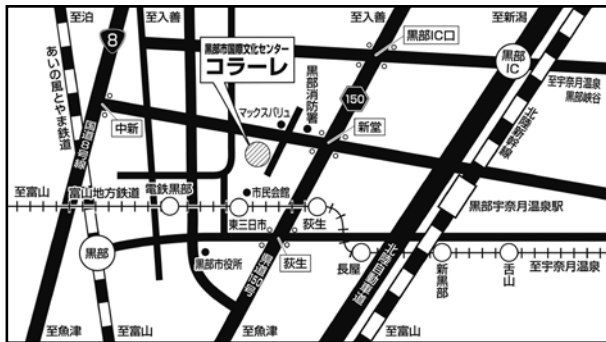 至泊
至入善
至入善
至新潟
8
黒部市国際文化センター
コラーレ
黒部IC口
黒部
IC
あいの風とやま鉄道
国道8号線
中新
マックスバリュ
黒部消防署
150
新堂
至宇奈月温泉
黒部峡谷
北陸新幹線
至富山
富山地方鉄道
電鉄黒部
市民会館
東三日市
荻生
黒部宇奈月温泉駅
黒部
黒部市役所
荻生
長屋
新黒部
舌山
至宇奈月温泉
北陸自動車道
至魚津
至富山
至魚津
至富山